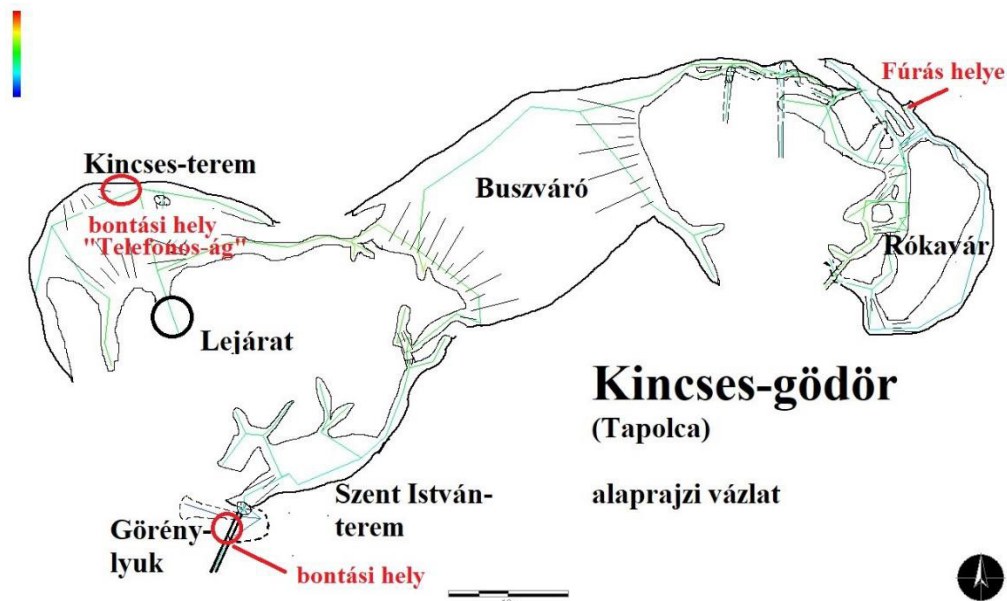 Fúrás helye
Kincses-terem
bontási hely
"Telefonos-ág"
Buszváró
Rókavár
Lejárat
Kincses-gödör
(Tapolca)
alaprajzi vázlat
Szent István-
terem
Görény-
lyuk
bontási hely